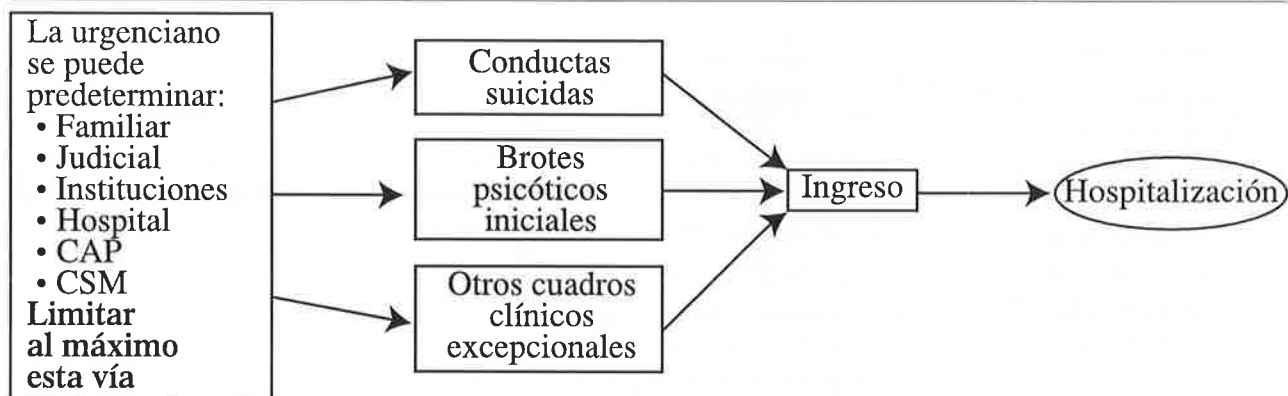 La urgenciano
se puede
predeterminar:
• Familiar
• Judicial
• Instituciones
• Hospital
• CAP
• CSM
Limitar
al máximo
esta vía
Conductas
suicidas
Brotes
psicóticos
iniciales
Otros cuadros
clínicos
excepcionales
Ingreso
Hospitalización